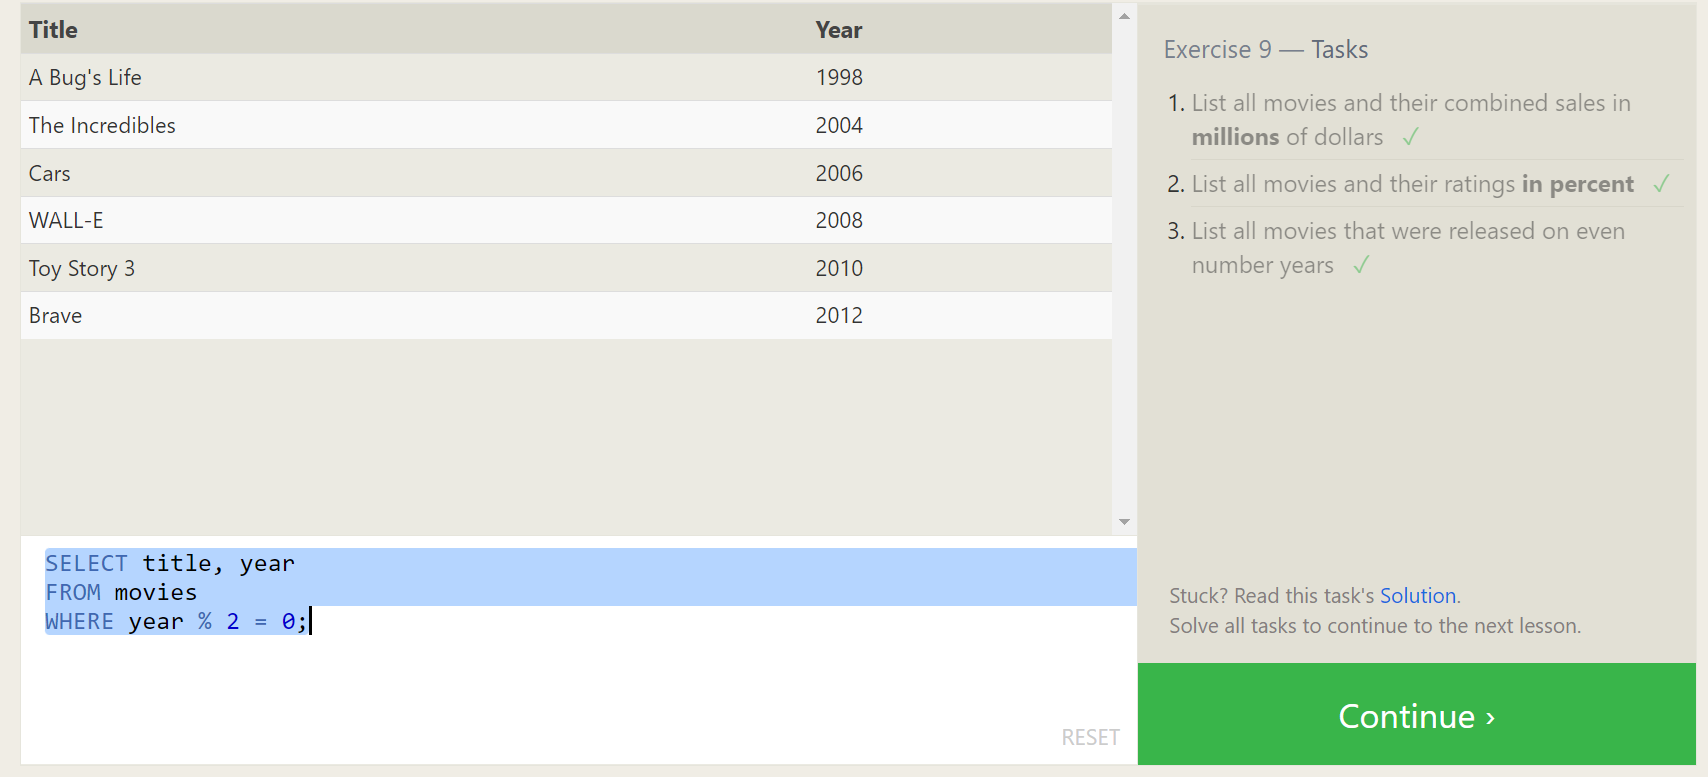 Title Year
A Bug's Life 1998
The Incredibles 2004
Cars 2006
WALL-E 2008
Toy Story 3 2010
Brave 2012
SELECT title, year
FROM movies
WHERE year % 2 = 0;
RESET
Exercise 9 — Tasks
1. List all movies and their combined sales in
millions of dollars ✓
2. List all movies and their ratings in percent ✓
3. List all movies that were released on even
number years ✓
Stuck? Read this task's Solution.
Solve all tasks to continue to the next lesson.
Continue ›